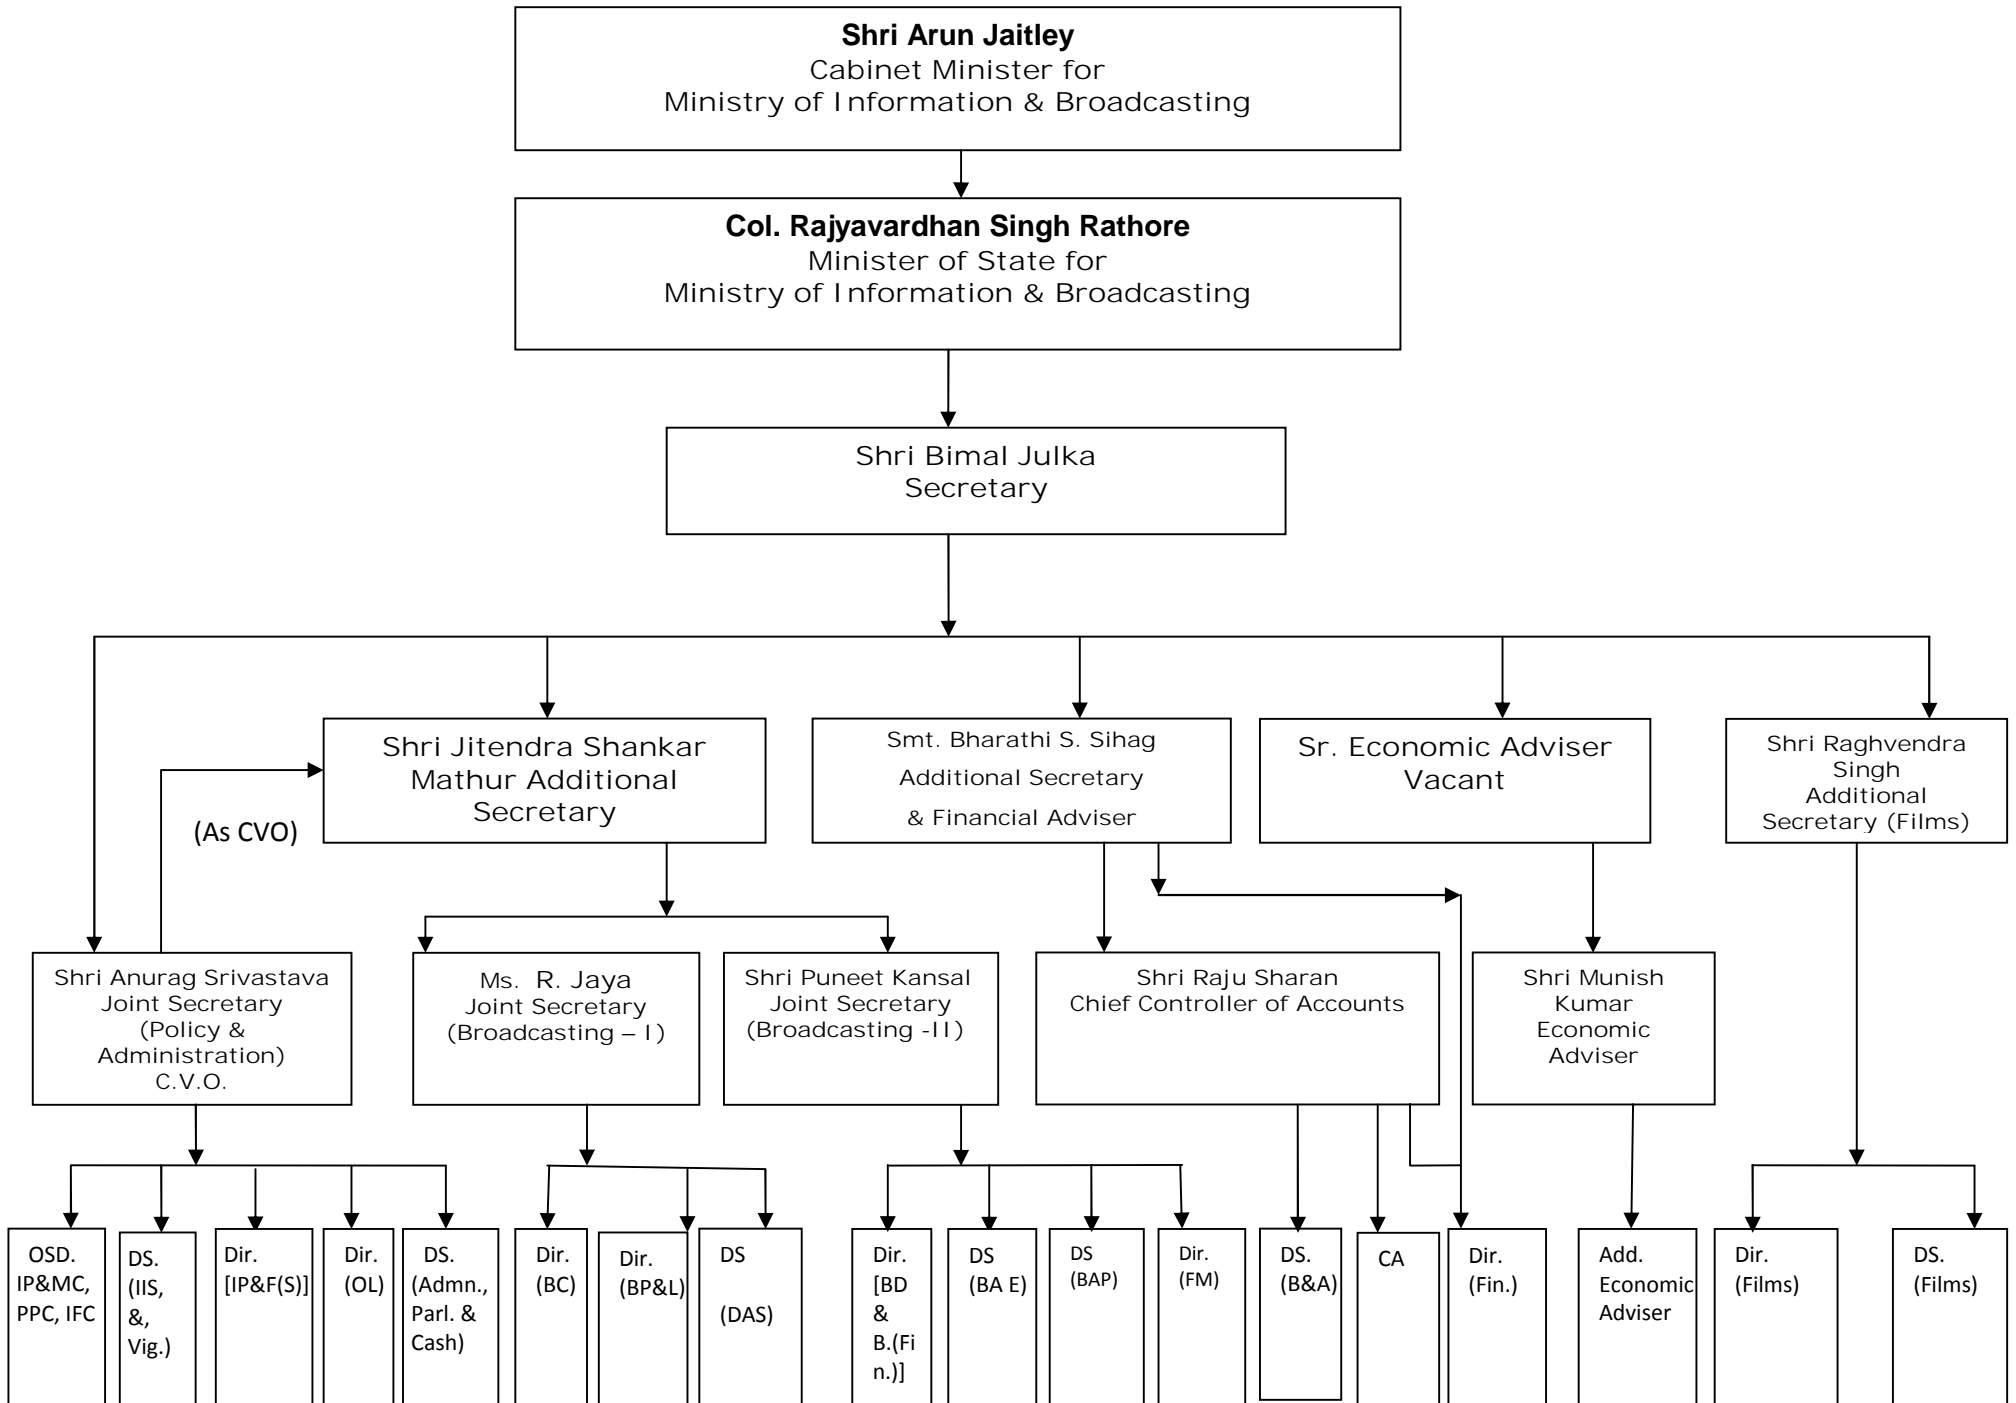 Shri Arun Jaitley
Cabinet Minister for
Ministry of Information & Broadcasting
Col. Rajyavardhan Singh Rathore
Minister of State for
Ministry of Information & Broadcasting
Shri Bimal Julka
Secretary
Shri Jitendra Shankar
Mathur Additional
Secretary
Smt. Bharathi S. Sihag
Additional Secretary
& Financial Adviser
Sr. Economic Adviser
Vacant
Shri Raghvendra
Singh
Additional
Secretary (Films)
(As CVO)
Shri Anurag Srivastava
Joint Secretary
(Policy &
Administration)
C.V.O.
Ms. R. Jaya
Joint Secretary
(Broadcasting – I)
Shri Puneet Kansal
Joint Secretary
(Broadcasting -II)
Shri Raju Sharan
Chief Controller of Accounts
Shri Munish
Kumar
Economic
Adviser
OSD.
IP&MC,
PPC, IFC
DS.
(IIS,
&,
Vig.)
Dir.
[IP&F(S)]
Dir.
(OL)
DS.
(Admn.,
Parl. &
Cash)
Dir.
(BC)
Dir.
(BP&L)
DS
(DAS)
Dir.
[BD
&
B.(Fi
n.)]
DS
(BA E)
DS
(BAP)
Dir.
(FM)
DS.
(B&A)
CA
Dir.
(Fin.)
Add.
Economic
Adviser
Dir.
(Films)
DS.
(Films)